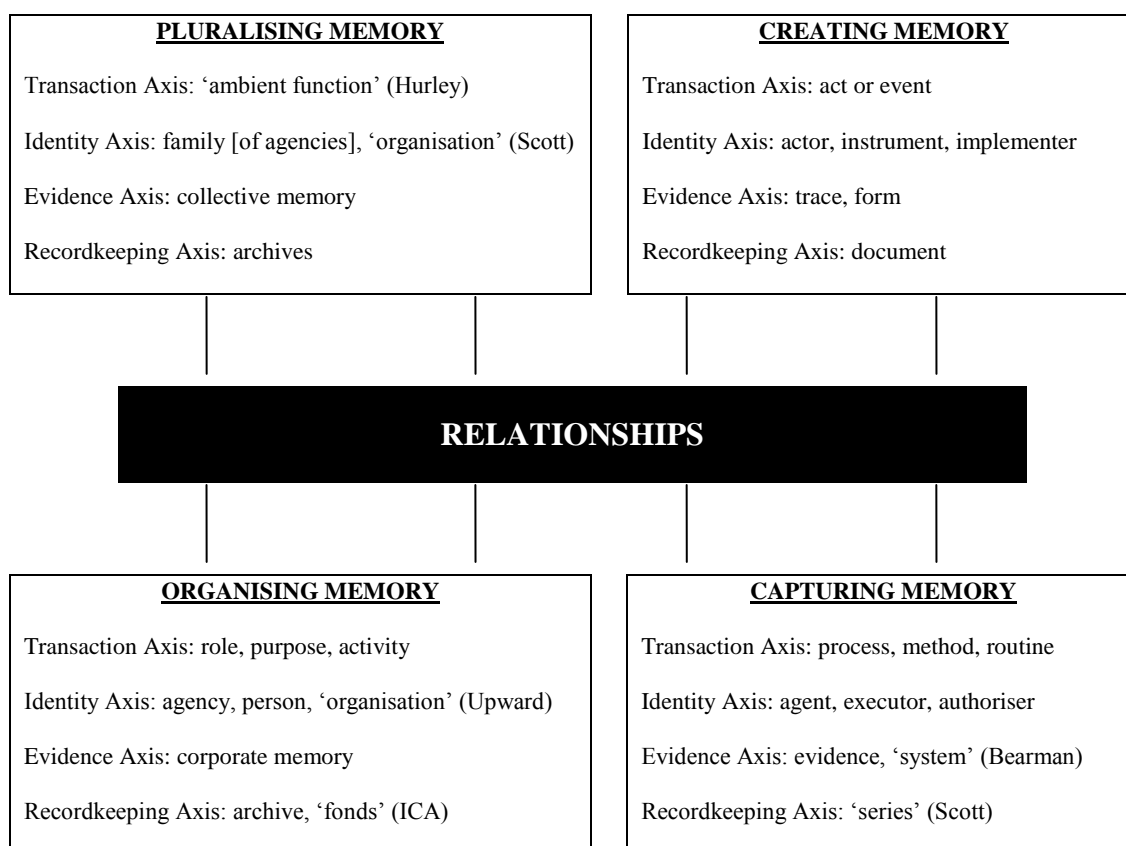 PLURALISING MEMORY
Transaction Axis: ‘ambient function’ (Hurley)
Identity Axis: family [of agencies], ‘organisation’ (Scott)
Evidence Axis: collective memory
Recordkeeping Axis: archives
CREATING MEMORY
Transaction Axis: act or event
Identity Axis: actor, instrument, implementer
Evidence Axis: trace, form
Recordkeeping Axis: document
RELATIONSHIPS
ORGANISING MEMORY
Transaction Axis: role, purpose, activity
Identity Axis: agency, person, ‘organisation’ (Upward)
Evidence Axis: corporate memory
Recordkeeping Axis: archive, ‘fonds’ (ICA)
CAPTURING MEMORY
Transaction Axis: process, method, routine
Identity Axis: agent, executor, authoriser
Evidence Axis: evidence, ‘system’ (Bearman)
Recordkeeping Axis: ‘series’ (Scott)